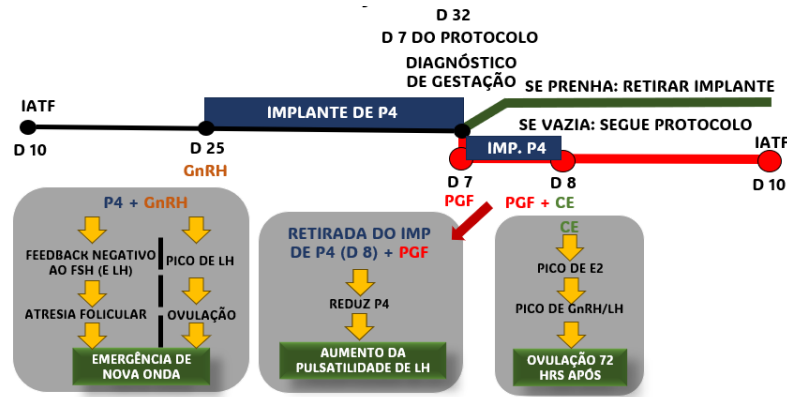 D 32
D 7 DO PROTOCOLO
DIAGNÓSTICO
DE GESTAÇÃO
SE PRENHA: RETIRAR IMPLANTE
IATF
IMPLANTE DE P4
SE VAZIA: SEGUE PROTOCOLO
IMP. P4
IATF
D 10
D 25
GnRH
D 7
D 8
D 10
PGF
PGF + CE
P4 + GnRH
FEEDBACK NEGATIVO
AO FSH (E LH)
PICO DE LH
ATRESIA FOLICULAR
OVULAÇÃO
EMERGÊNCIA DE
NOVA ONDA
RETIRADA DO IMP
DE P4 (D 8) + PGF
REDUZ P4
AUMENTO DA
PULSATILIDADE DE LH
CE
PICO DE E2
PICO DE GnRH/LH
OVULAÇÃO 72
HRS APÓS